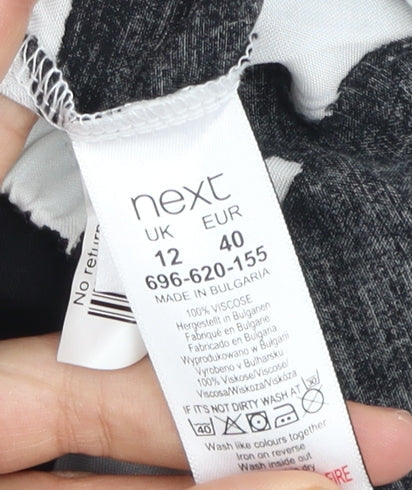 next
UK EUR
12 40
696-620-155
MADE IN BULGARIA
100% VISCOSE
Hergestellt in Bulgarien
Fabriqué en Bulgarie
Fabricado en Bulgaria
Wyprodukowano w Bułgarii
Vyrobeno v Bulharsku
100% Viskose/Viscose/
Viscosa/Wiskoza/Viskóza
IF IT'S NOT DIRTY WASH AT
40
Wash like colours together
Iron on reverse
Wash inside out
dry
FIRE
No return